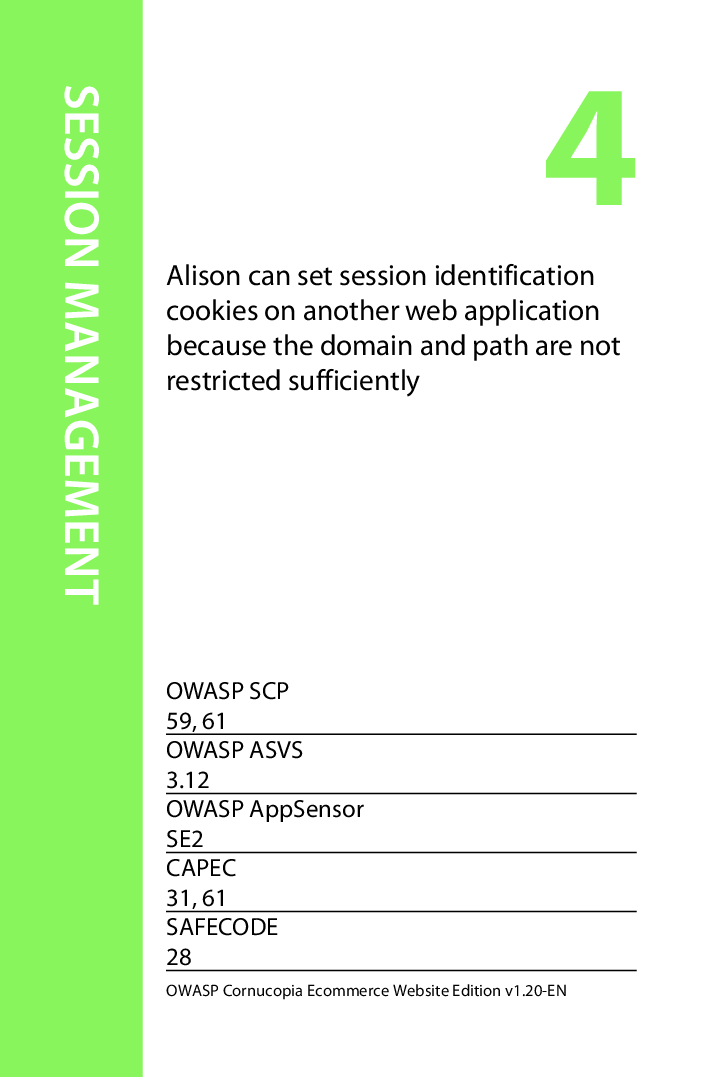 SESSION MANAGEMENT
4
Alison can set session identification
cookies on another web application
because the domain and path are not
restricted sufficiently
OWASP SCP
59, 61
OWASP ASVS
3.12
OWASP AppSensor
SE2
CAPEC
31, 61
SAFECODE
28
OWASP Cornucopia Ecommerce Website Edition v1.20-EN